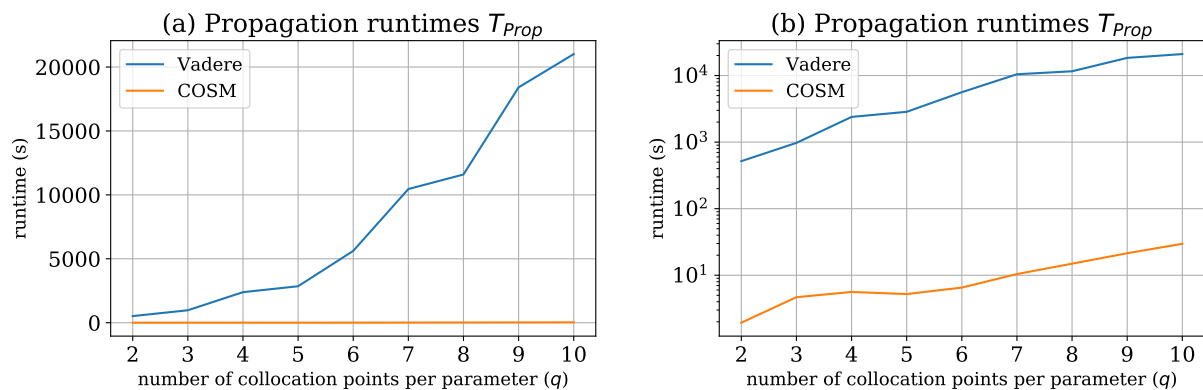 (a) Propagation runtimes T_Prop
runtime (s)
20000
15000
10000
5000
0
Vadere
COSM
2 3 4 5 6 7 8 9 10
number of collocation points per parameter (q)
(b) Propagation runtimes T_Prop
runtime (s)
10^4
10^3
10^2
10^1
Vadere
COSM
2 3 4 5 6 7 8 9 10
number of collocation points per parameter (q)